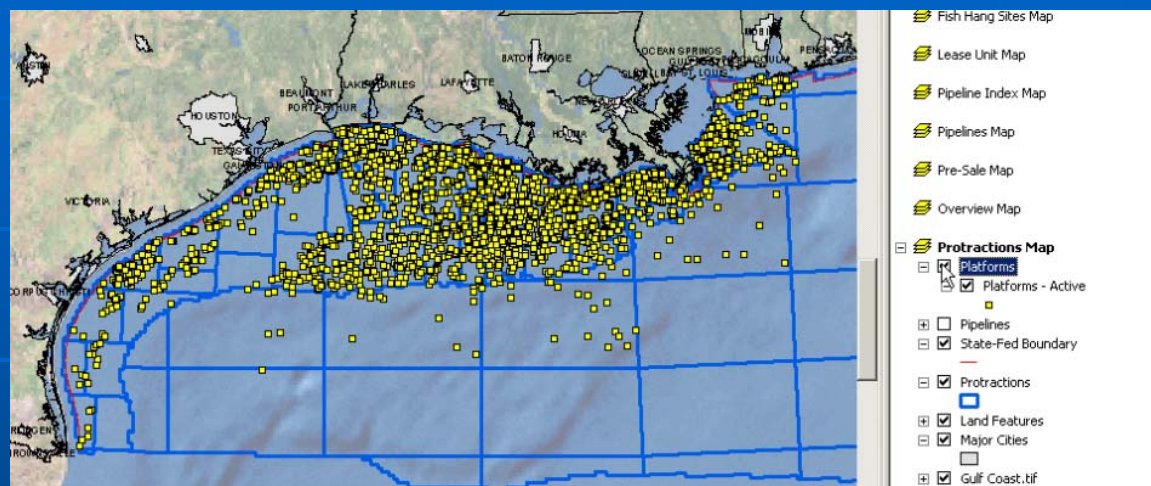 AUSTIN
HOUSTON
BEAUMONT
PORT ARTHUR
LAKE CHARLES
LAFAYETTE
BATON ROUGE
OCEAN SPRINGS
MOBILE
HOUMA
TEXAS CITY
VICTORIA
CORPUS CHRISTI
Fish Hang Sites Map
Lease Unit Map
Pipeline Index Map
Pipelines Map
Pre-Sale Map
Overview Map
Protractions Map
Platforms
Platforms - Active
Pipelines
State-Fed Boundary
Protractions
Land Features
Major Cities
Gulf Coast.tif